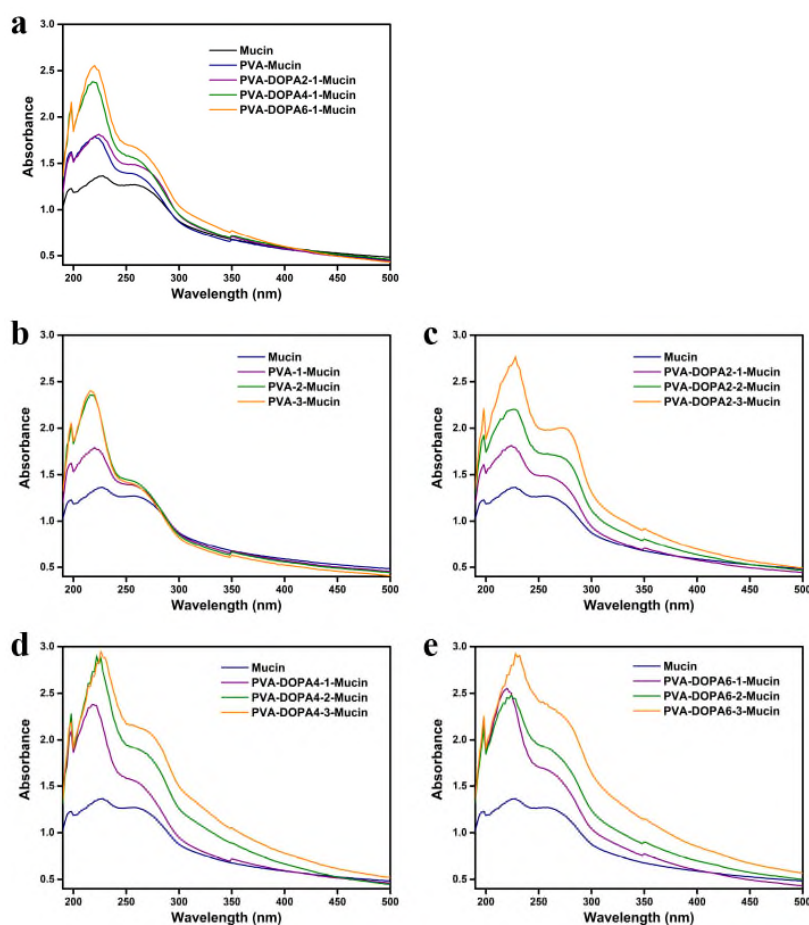 a
3.0
2.5
2.0
1.5
1.0
0.5
Absorbance
Mucin
PVA-Mucin
PVA-DOPA2-1-Mucin
PVA-DOPA4-1-Mucin
PVA-DOPA6-1-Mucin
200 250 300 350 400 450 500
Wavelength (nm)
b
3.0
2.5
2.0
1.5
1.0
0.5
Absorbance
Mucin
PVA-1-Mucin
PVA-2-Mucin
PVA-3-Mucin
200 250 300 350 400 450 500
Wavelength (nm)
c
3.0
2.5
2.0
1.5
1.0
0.5
Absorbance
Mucin
PVA-DOPA2-1-Mucin
PVA-DOPA2-2-Mucin
PVA-DOPA2-3-Mucin
200 250 300 350 400 450 500
Wavelength (nm)
d
3.0
2.5
2.0
1.5
1.0
0.5
Absorbance
Mucin
PVA-DOPA4-1-Mucin
PVA-DOPA4-2-Mucin
PVA-DOPA4-3-Mucin
200 250 300 350 400 450 500
Wavelength (nm)
e
3.0
2.5
2.0
1.5
1.0
0.5
Absorbance
Mucin
PVA-DOPA6-1-Mucin
PVA-DOPA6-2-Mucin
PVA-DOPA6-3-Mucin
200 250 300 350 400 450 500
Wavelength (nm)